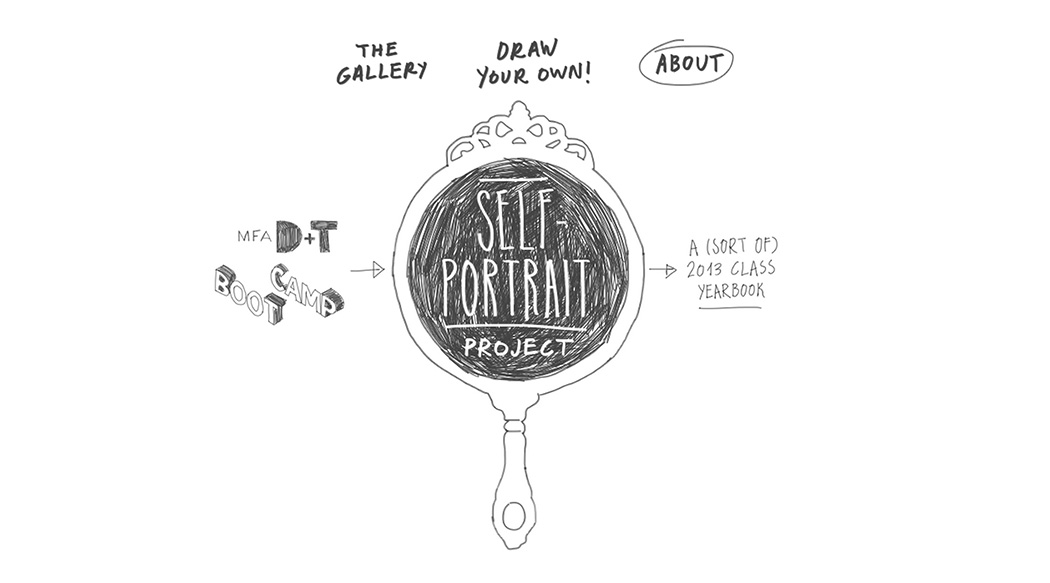 THE
GALLERY
DRAW
YOUR OWN!
ABOUT
MFA D+T
BOOT
CAMP
SELF-
PORTRAIT
PROJECT
A (SORT OF)
2013 CLASS
YEARBOOK